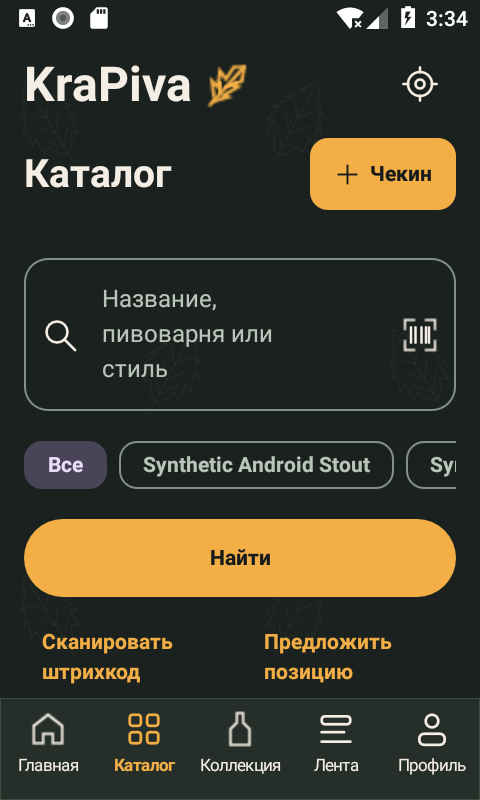 3:34
KraPiva
Каталог
Чекин
Название,
пивоварня или
стиль
Все
Synthetic Android Stout
Найти
Сканировать
штрихкод
Предложить
позицию
Главная
Каталог
Коллекция
Лента
Профиль